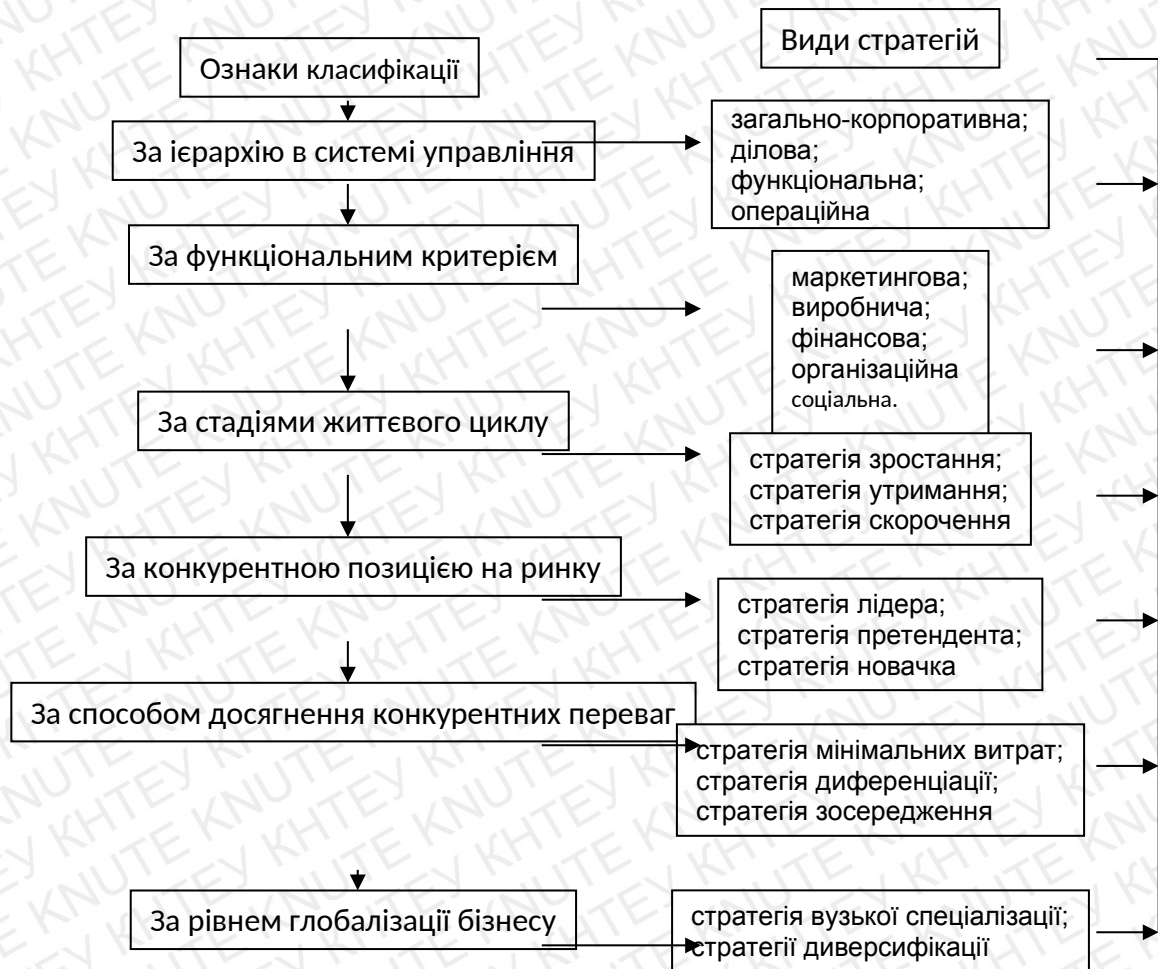 Види стратегій
Ознаки класифікації
загально-корпоративна;
ділова;
функціональна;
операційна
За ієрархію в системі управління
За функціональним критерієм
маркетингова;
виробнича;
фінансова;
організаційна
соціальна.
За стадіями життєвого циклу
стратегія зростання;
стратегія утримання;
стратегія скорочення
За конкурентною позицією на ринку
стратегія лідера;
стратегія претендента;
стратегія новачка
За способом досягнення конкурентних переваг
стратегія мінімальних витрат;
стратегія диференціації;
стратегія зосередження
За рівнем глобалізації бізнесу
стратегія вузької спеціалізації;
стратегії диверсифікації